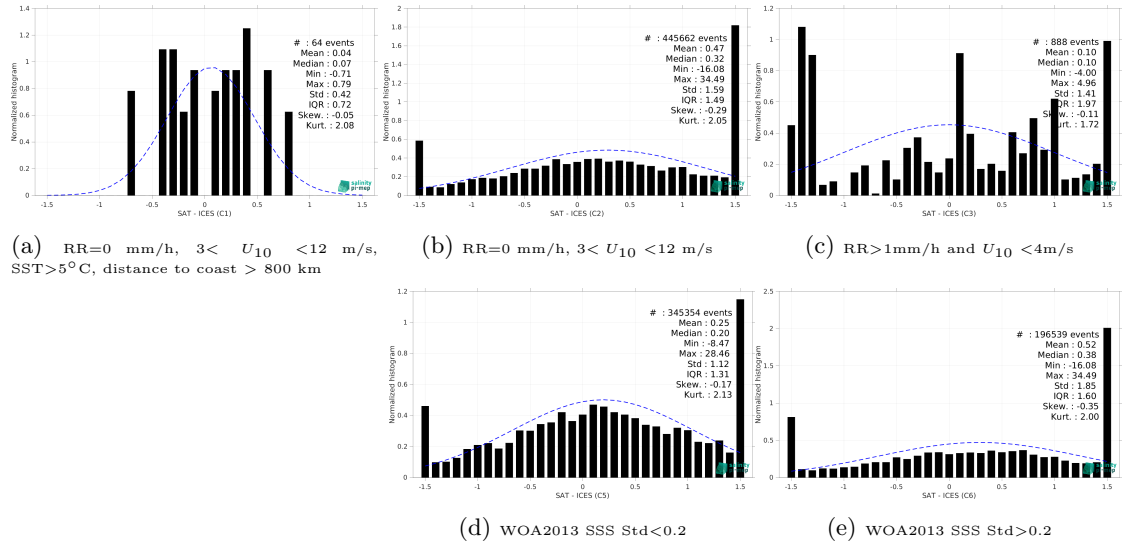 1.4
1.2
1
0.8
0.6
0.4
0.2
0
Normalized histogram
# : 64 events
Mean : 0.04
Median : 0.07
Min : -0.71
Max : 0.79
Std : 0.42
IQR : 0.72
Skew. : -0.05
Kurt. : 2.08
salinity
pi-mep
-1.5 -1 -0.5 0 0.5 1 1.5
SAT - ICES (C1)
(a) RR=0 mm/h, 3< U10 <12 m/s,
SST>5°C, distance to coast > 800 km
2
1.8
1.6
1.4
1.2
1
0.8
0.6
0.4
0.2
0
Normalized histogram
# : 445662 events
Mean : 0.47
Median : 0.32
Min : -16.08
Max : 34.49
Std : 1.59
IQR : 1.49
Skew. : -0.29
Kurt. : 2.05
salinity
pi-mep
-1.5 -1 -0.5 0 0.5 1 1.5
SAT - ICES (C2)
(b) RR=0 mm/h, 3< U10 <12 m/s
1.2
1
0.8
0.6
0.4
0.2
0
Normalized histogram
# : 888 events
Mean : 0.10
Median : 0.10
Min : -4.00
Max : 4.96
Std : 1.41
IQR : 1.97
Skew. : -0.11
Kurt. : 1.72
salinity
pi-mep
-1.5 -1 -0.5 0 0.5 1 1.5
SAT - ICES (C3)
(c) RR>1mm/h and U10 <4m/s
1.2
1
0.8
0.6
0.4
0.2
0
Normalized histogram
# : 345354 events
Mean : 0.25
Median : 0.20
Min : -8.47
Max : 28.46
Std : 1.12
IQR : 1.31
Skew. : -0.17
Kurt. : 2.13
salinity
pi-mep
-1.5 -1 -0.5 0 0.5 1 1.5
SAT - ICES (C5)
(d) WOA2013 SSS Std<0.2
2.5
2
1.5
1
0.5
0
Normalized histogram
# : 196539 events
Mean : 0.52
Median : 0.38
Min : -16.08
Max : 34.49
Std : 1.85
IQR : 1.60
Skew. : -0.35
Kurt. : 2.00
salinity
pi-mep
-1.5 -1 -0.5 0 0.5 1 1.5
SAT - ICES (C6)
(e) WOA2013 SSS Std>0.2